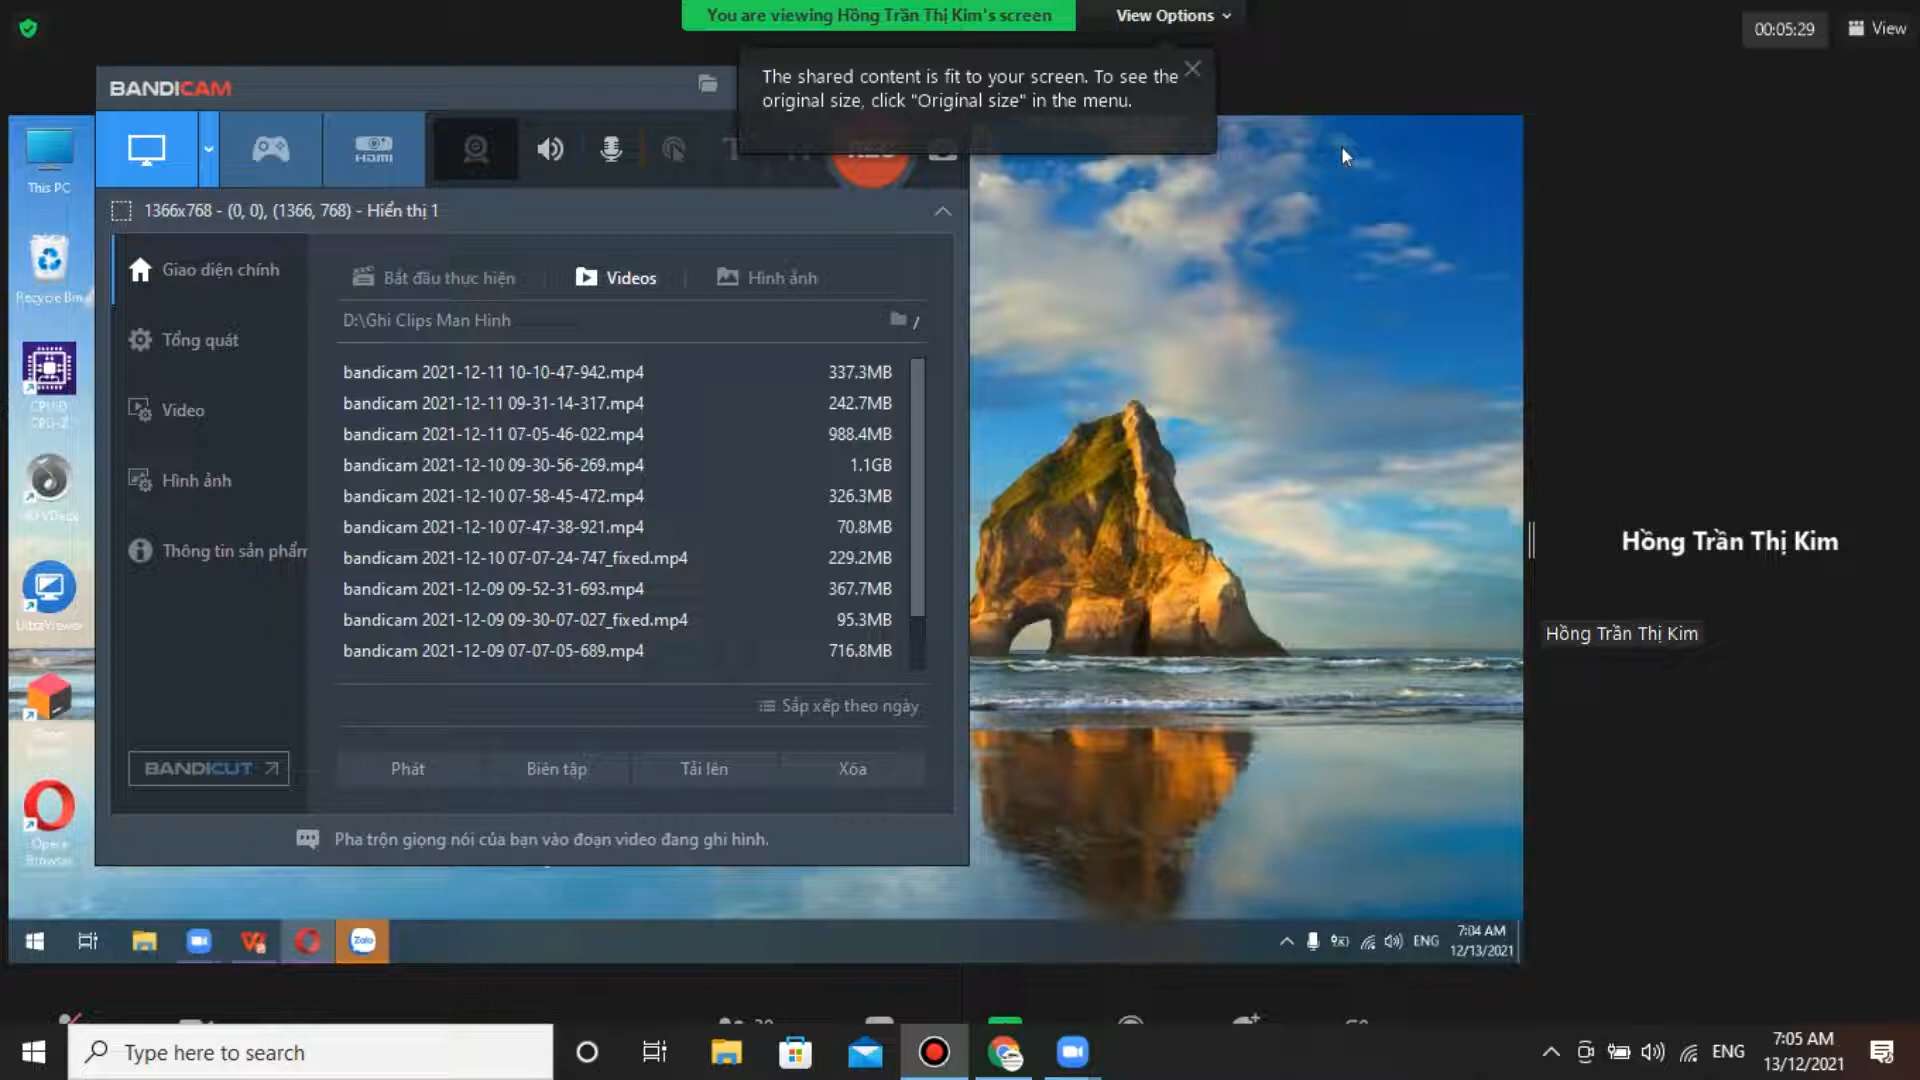 You are viewing Hồng Trần Thị Kim's screen
View Options
00:05:29
View
The shared content is fit to your screen. To see the
original size, click "Original size" in the menu.
BANDICAM
HDMI
REC
This PC
1366x768 - (0, 0), (1366, 768) - Hiển thị 1
Giao diện chính
Bắt đầu thực hiện
Videos
Hình ảnh
Recycle Bin
D:\Ghi Clips Man Hinh
Tổng quát
bandicam 2021-12-11 10-10-47-942.mp4 337.3MB
bandicam 2021-12-11 09-31-14-317.mp4 242.7MB
Video
CPUID
CPU-Z
bandicam 2021-12-11 07-05-46-022.mp4 988.4MB
bandicam 2021-12-10 09-30-56-269.mp4 1.1GB
Hình ảnh
bandicam 2021-12-10 07-58-45-472.mp4 326.3MB
bandicam 2021-12-10 07-47-38-921.mp4 70.8MB
Thông tin sản phẩm
bandicam 2021-12-10 07-07-24-747_fixed.mp4 229.2MB
bandicam 2021-12-09 09-52-31-693.mp4 367.7MB
UltraViewer
bandicam 2021-12-09 09-30-07-027_fixed.mp4 95.3MB
bandicam 2021-12-09 07-07-05-689.mp4 716.8MB
Hồng Trần Thị Kim
Hồng Trần Thị Kim
Sắp xếp theo ngày
BANDICUT
Phát
Biên tập
Tải lên
Xóa
Pha trộn giọng nói của bạn vào đoạn video đang ghi hình.
Opera
Browser
Zalo
ENG
7:04 AM
12/13/2021
Type here to search
ENG
7:05 AM
13/12/2021